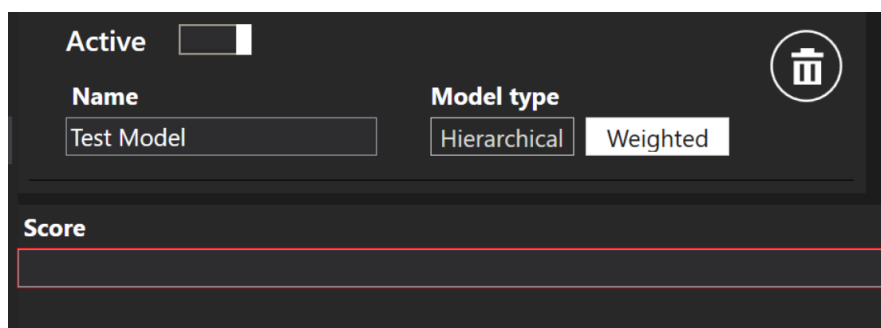 Active
Name
Model type
Test Model
Hierarchical
Weighted
Score